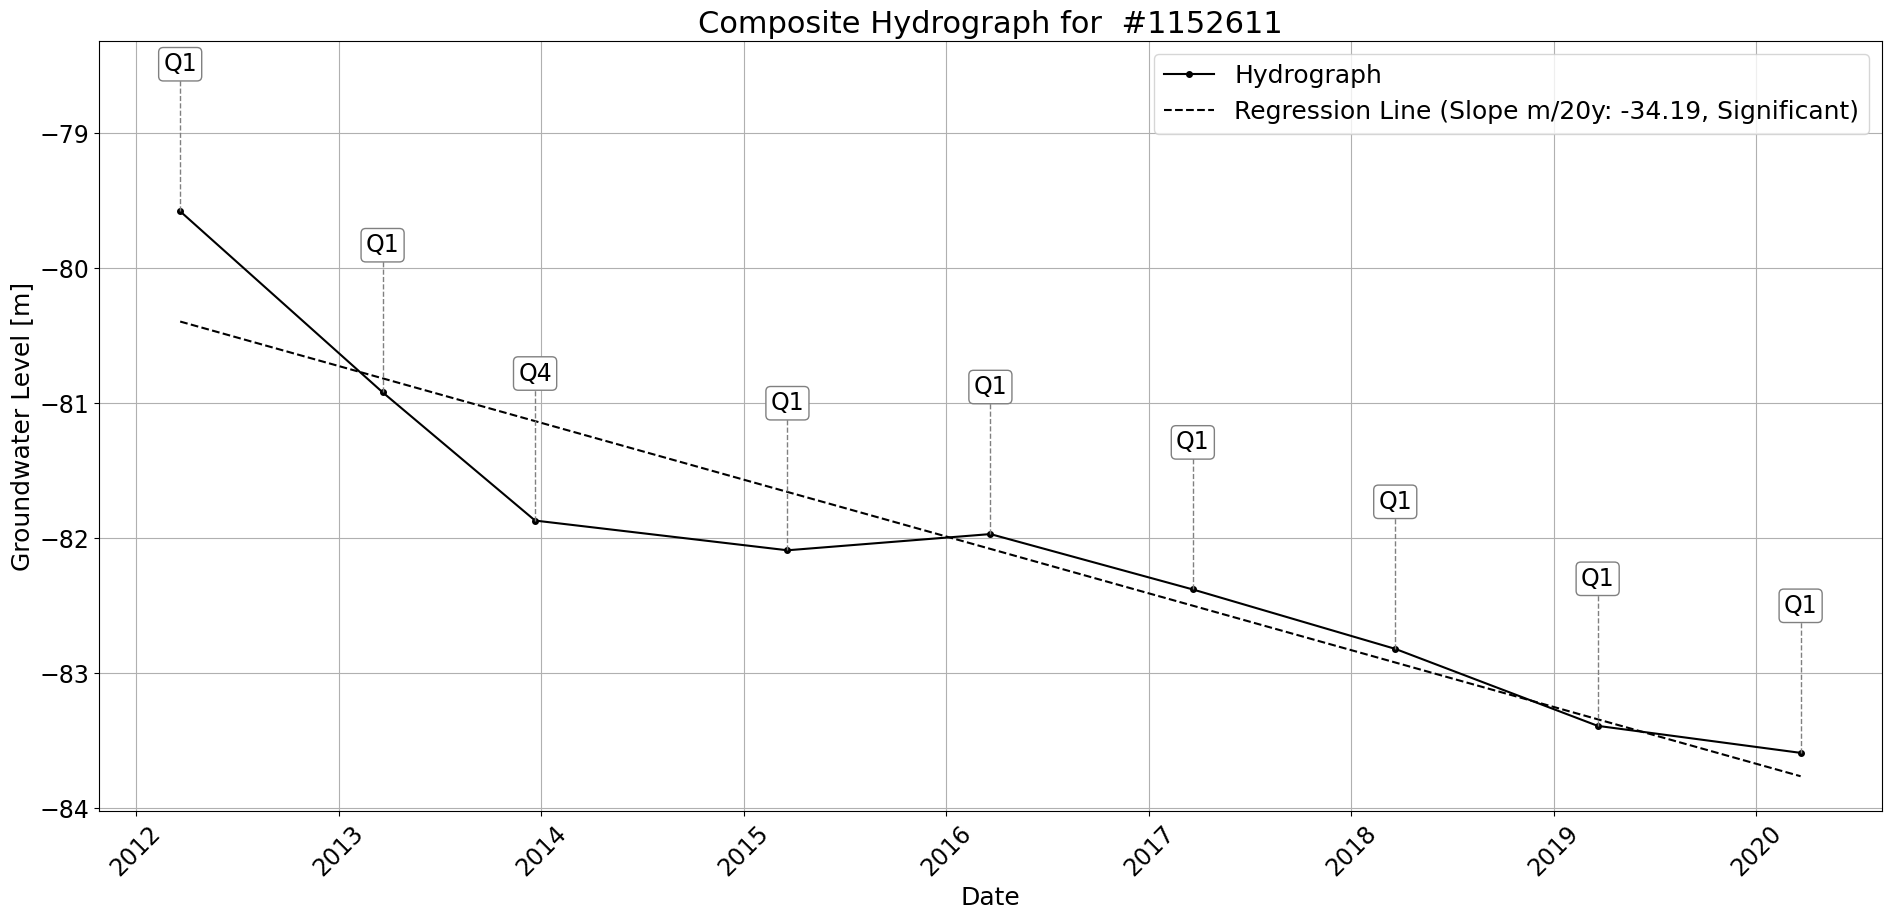 Composite Hydrograph for  #1152611
Hydrograph
Regression Line (Slope m/20y: -34.19, Significant)
Q1
Q1
Q4
Q1
Q1
Q1
Q1
Q1
Q1
Groundwater Level [m]
−79
−80
−81
−82
−83
−84
2012
2013
2014
2015
2016
2017
2018
2019
2020
Date